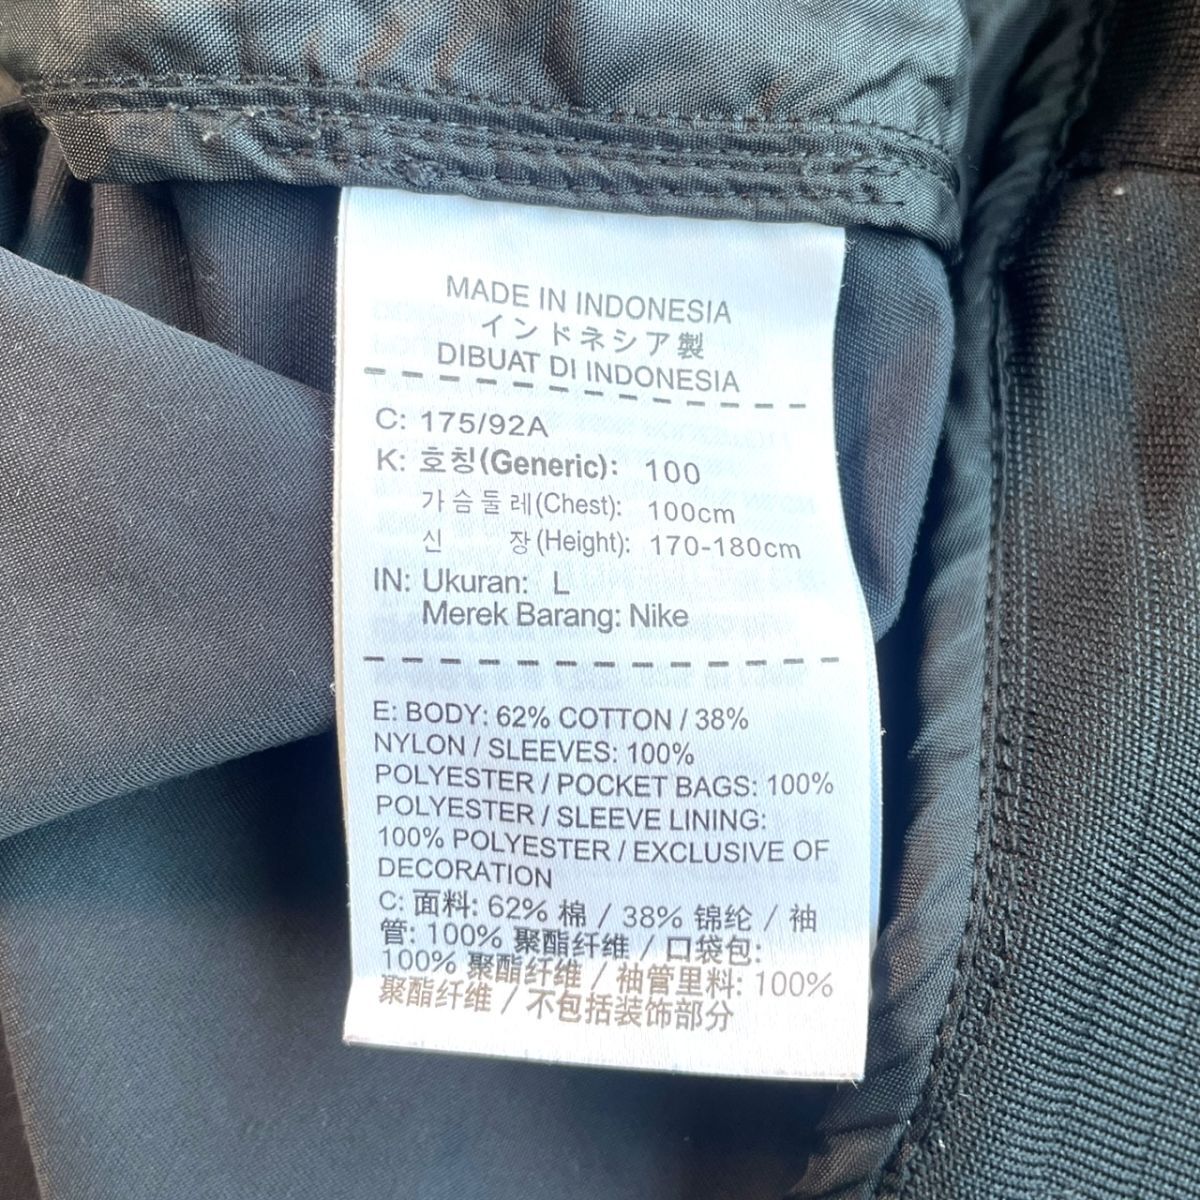 MADE IN INDONESIA
インドネシア製
DIBUAT DI INDONESIA
C: 175/92A
K: 호칭(Generic): 100
가슴둘레(Chest): 100cm
신 장(Height): 170-180cm
IN: Ukuran: L
Merek Barang: Nike
E: BODY: 62% COTTON / 38%
NYLON / SLEEVES: 100%
POLYESTER / POCKET BAGS: 100%
POLYESTER / SLEEVE LINING:
100% POLYESTER / EXCLUSIVE OF
DECORATION
C: 面料: 62% 棉 / 38% 锦纶 / 袖
管: 100% 聚酯纤维 / 口袋包:
100% 聚酯纤维 / 袖管里料: 100%
聚酯纤维 / 不包括装饰部分